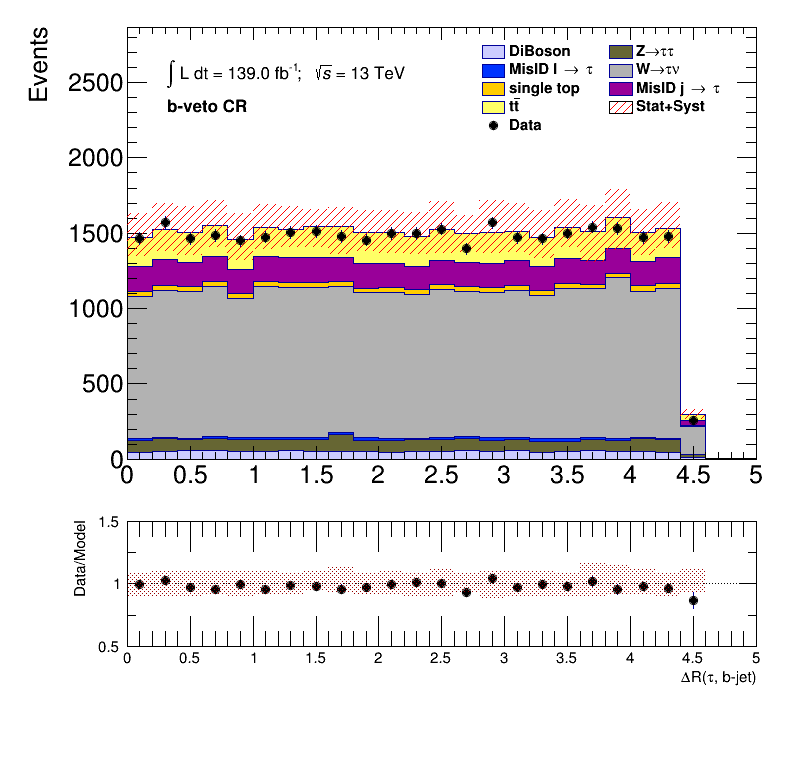 Events
2500
2000
1500
1000
500
0
∫ L dt = 139.0 fb⁻¹; √s = 13 TeV
b-veto CR
DiBoson
MisID l → τ
single top
tt̄
Data
Z→ττ
W→τν
MisID j → τ
Stat+Syst
0 0.5 1 1.5 2 2.5 3 3.5 4 4.5 5
Data/Model
1.5
1
0.5
0 0.5 1 1.5 2 2.5 3 3.5 4 4.5 5
ΔR(τ, b-jet)